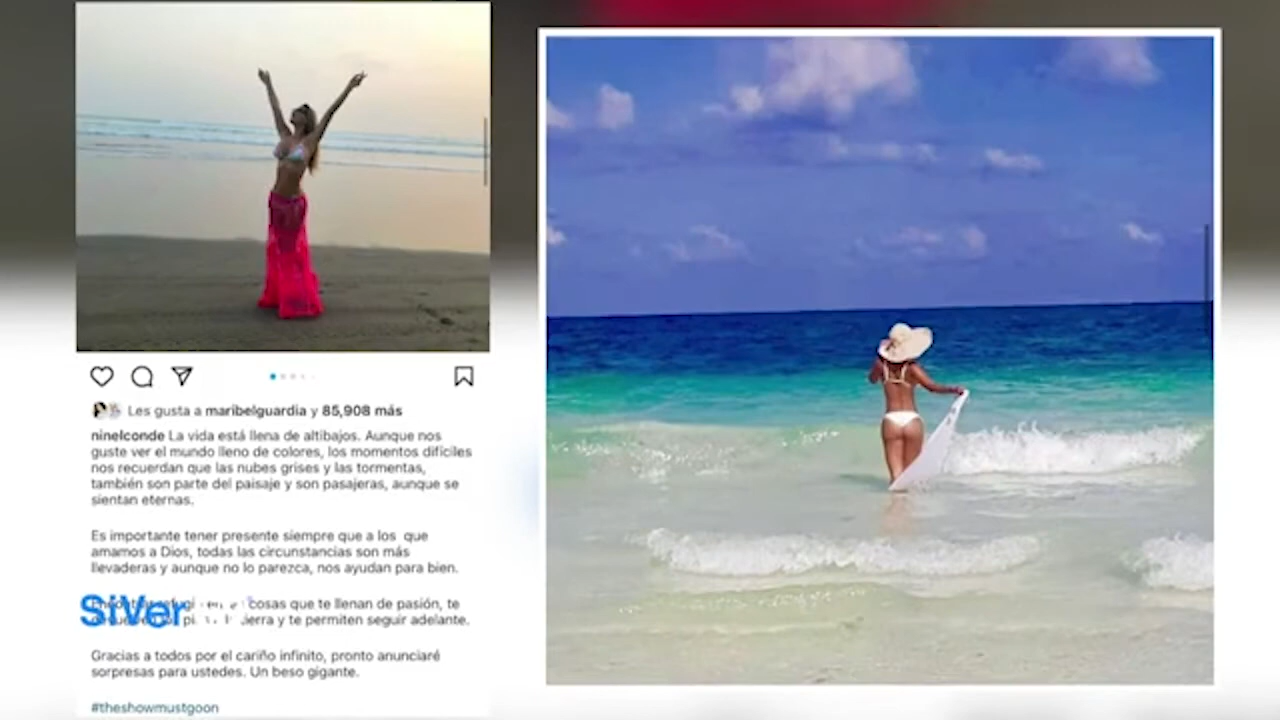 Les gusta a maribelguardia y 85,908 más
ninelconde La vida está llena de altibajos. Aunque nos
guste ver el mundo lleno de colores, los momentos difíciles
nos recuerdan que las nubes grises y las tormentas,
también son parte del paisaje y son pasajeras, aunque se
sientan eternas.
Es importante tener presente siempre que a los que
amamos a Dios, todas las circunstancias son más
llevaderas y aunque no lo parezca, nos ayudan para bien.
cosas que te llenan de pasión, te
y te permiten seguir adelante.
SiVer
Gracias a todos por el cariño infinito, pronto anunciaré
sorpresas para ustedes. Un beso gigante.
#theshowmustgoon